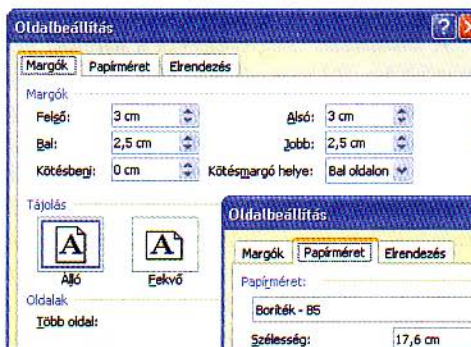 Oldalbeállítás
Margók Papírméret Elrendezés
Margók
Felső: 3 cm Alsó: 3 cm
Bal: 2,5 cm Jobb: 2,5 cm
Kötésbeni: 0 cm Kötésmargó helye: Bal oldalon
Tájolás
A A
Álló Fekvő
Oldalak
Több oldal:
Oldalbeállítás
Margók Papírméret Elrendezés
Papírméret:
Boríték - B5
Szélesség: 17,6 cm